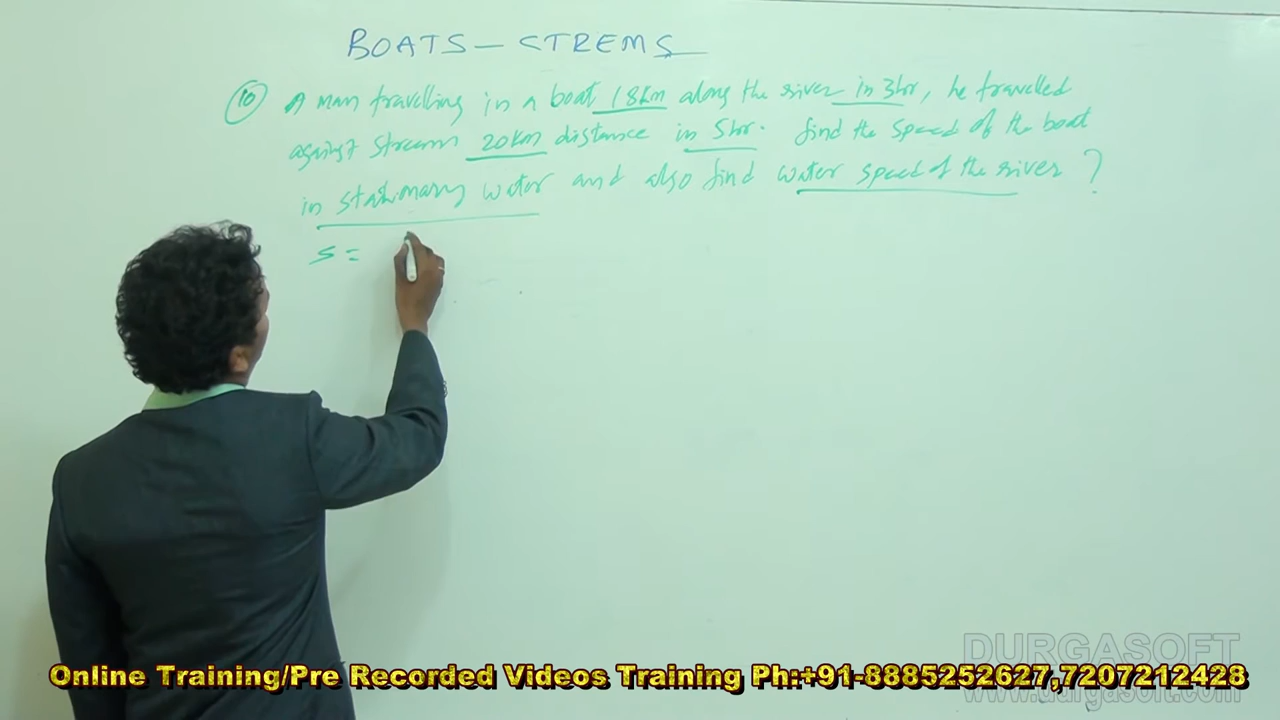 BOATS - STREMS
10 A man travelling in a boat 18km along the river in 3hr, he travelled
against stream 20km distance in 5hr. find the speed of the boat
in stationary water and also find water speed of the river ?
S =
DURGASOFT
www.durgasoft.com
Online Training/Pre Recorded Videos Training Ph:+91-8885252627,7207212428